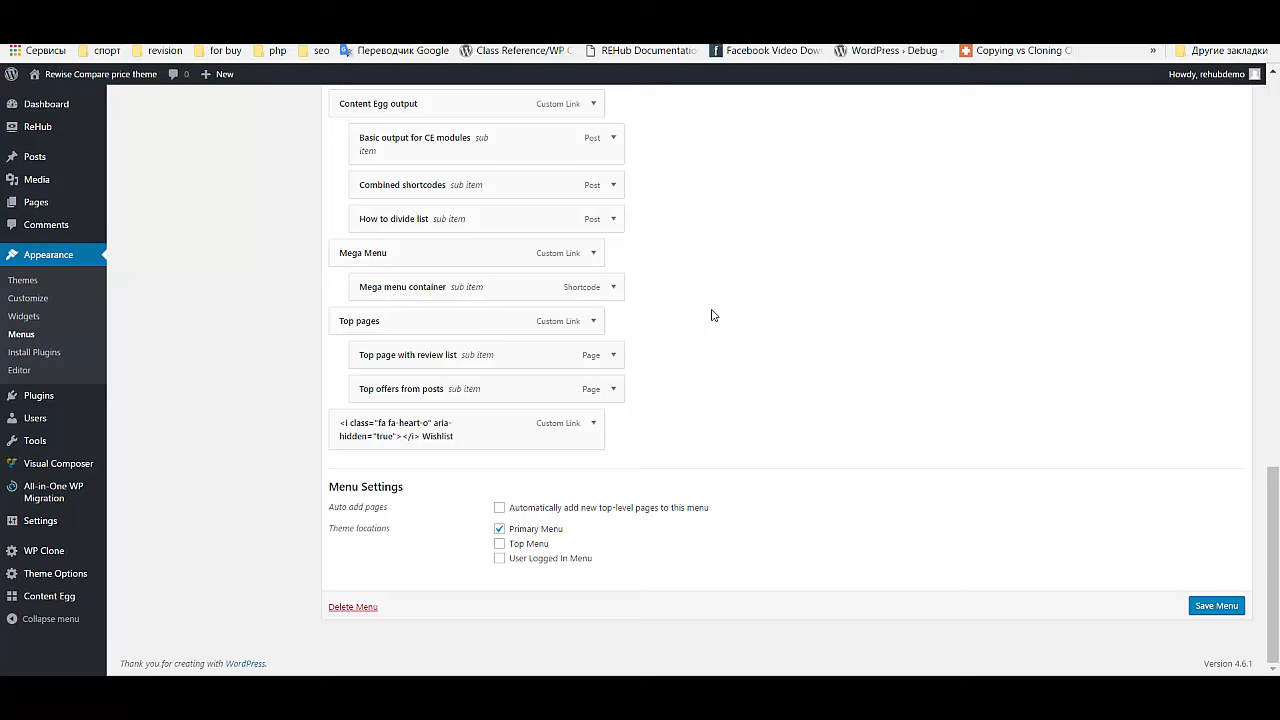 Сервисы спорт revision for buy php seo Переводчик Google Class Reference/WP C REHub Documentatio Facebook Video Dow WordPress › Debug « Copying vs Cloning C » Другие закладки
Rewise Compare price theme 0 New Howdy, rehubdemo
Dashboard
ReHub
Posts
Media
Pages
Comments
Appearance
Themes
Customize
Widgets
Menus
Install Plugins
Editor
Plugins
Users
Tools
Visual Composer
All-in-One WP
Migration
Settings
WP Clone
Theme Options
Content Egg
Collapse menu
Content Egg output Custom Link
Basic output for CE modules sub Post
item
Combined shortcodes sub item Post
How to divide list sub item Post
Mega Menu Custom Link
Mega menu container sub item Shortcode
Top pages Custom Link
Top page with review list sub item Page
Top offers from posts sub item Page
<i class="fa fa-heart-o" aria- Custom Link
hidden="true"></i> Wishlist
Menu Settings
Auto add pages Automatically add new top-level pages to this menu
Theme locations Primary Menu
Top Menu
User Logged In Menu
Delete Menu Save Menu
Thank you for creating with WordPress. Version 4.6.1